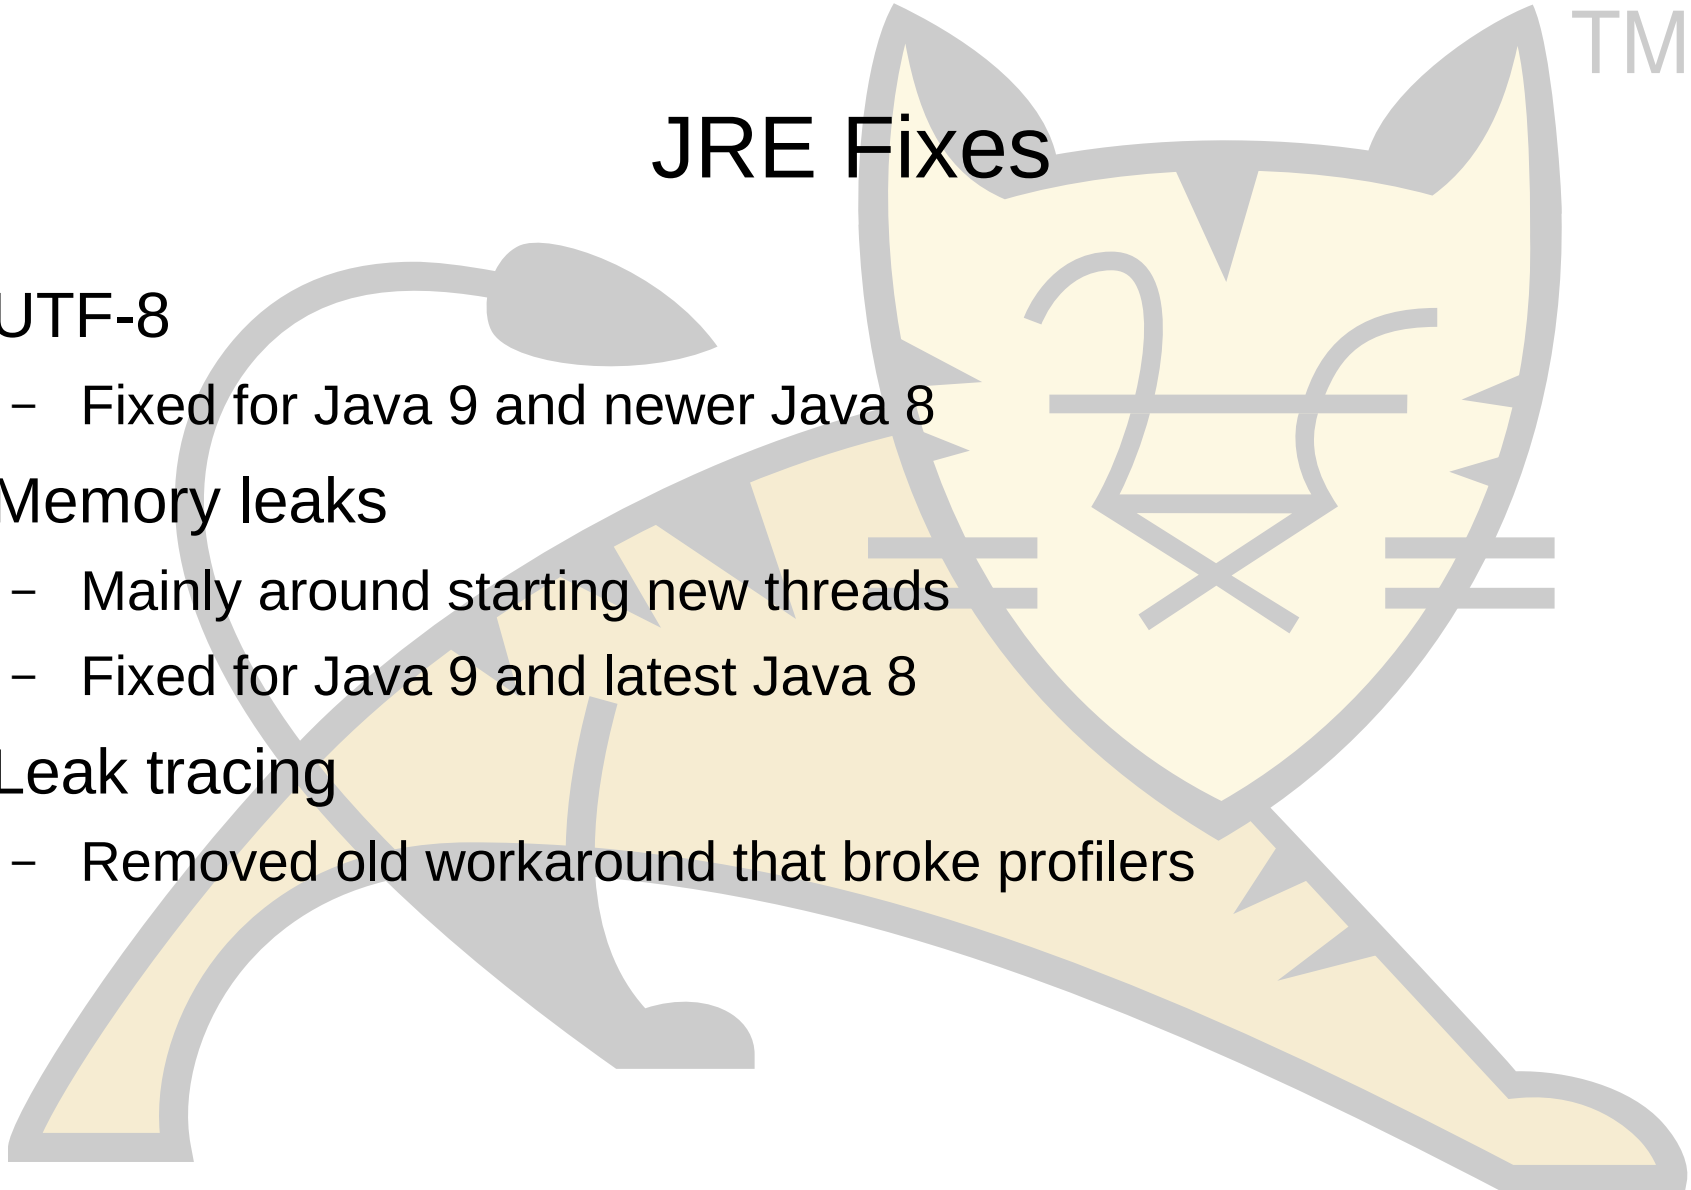 TM
JRE Fixes
UTF-8
– Fixed for Java 9 and newer Java 8
Memory leaks
– Mainly around starting new threads
– Fixed for Java 9 and latest Java 8
Leak tracing
– Removed old workaround that broke profilers